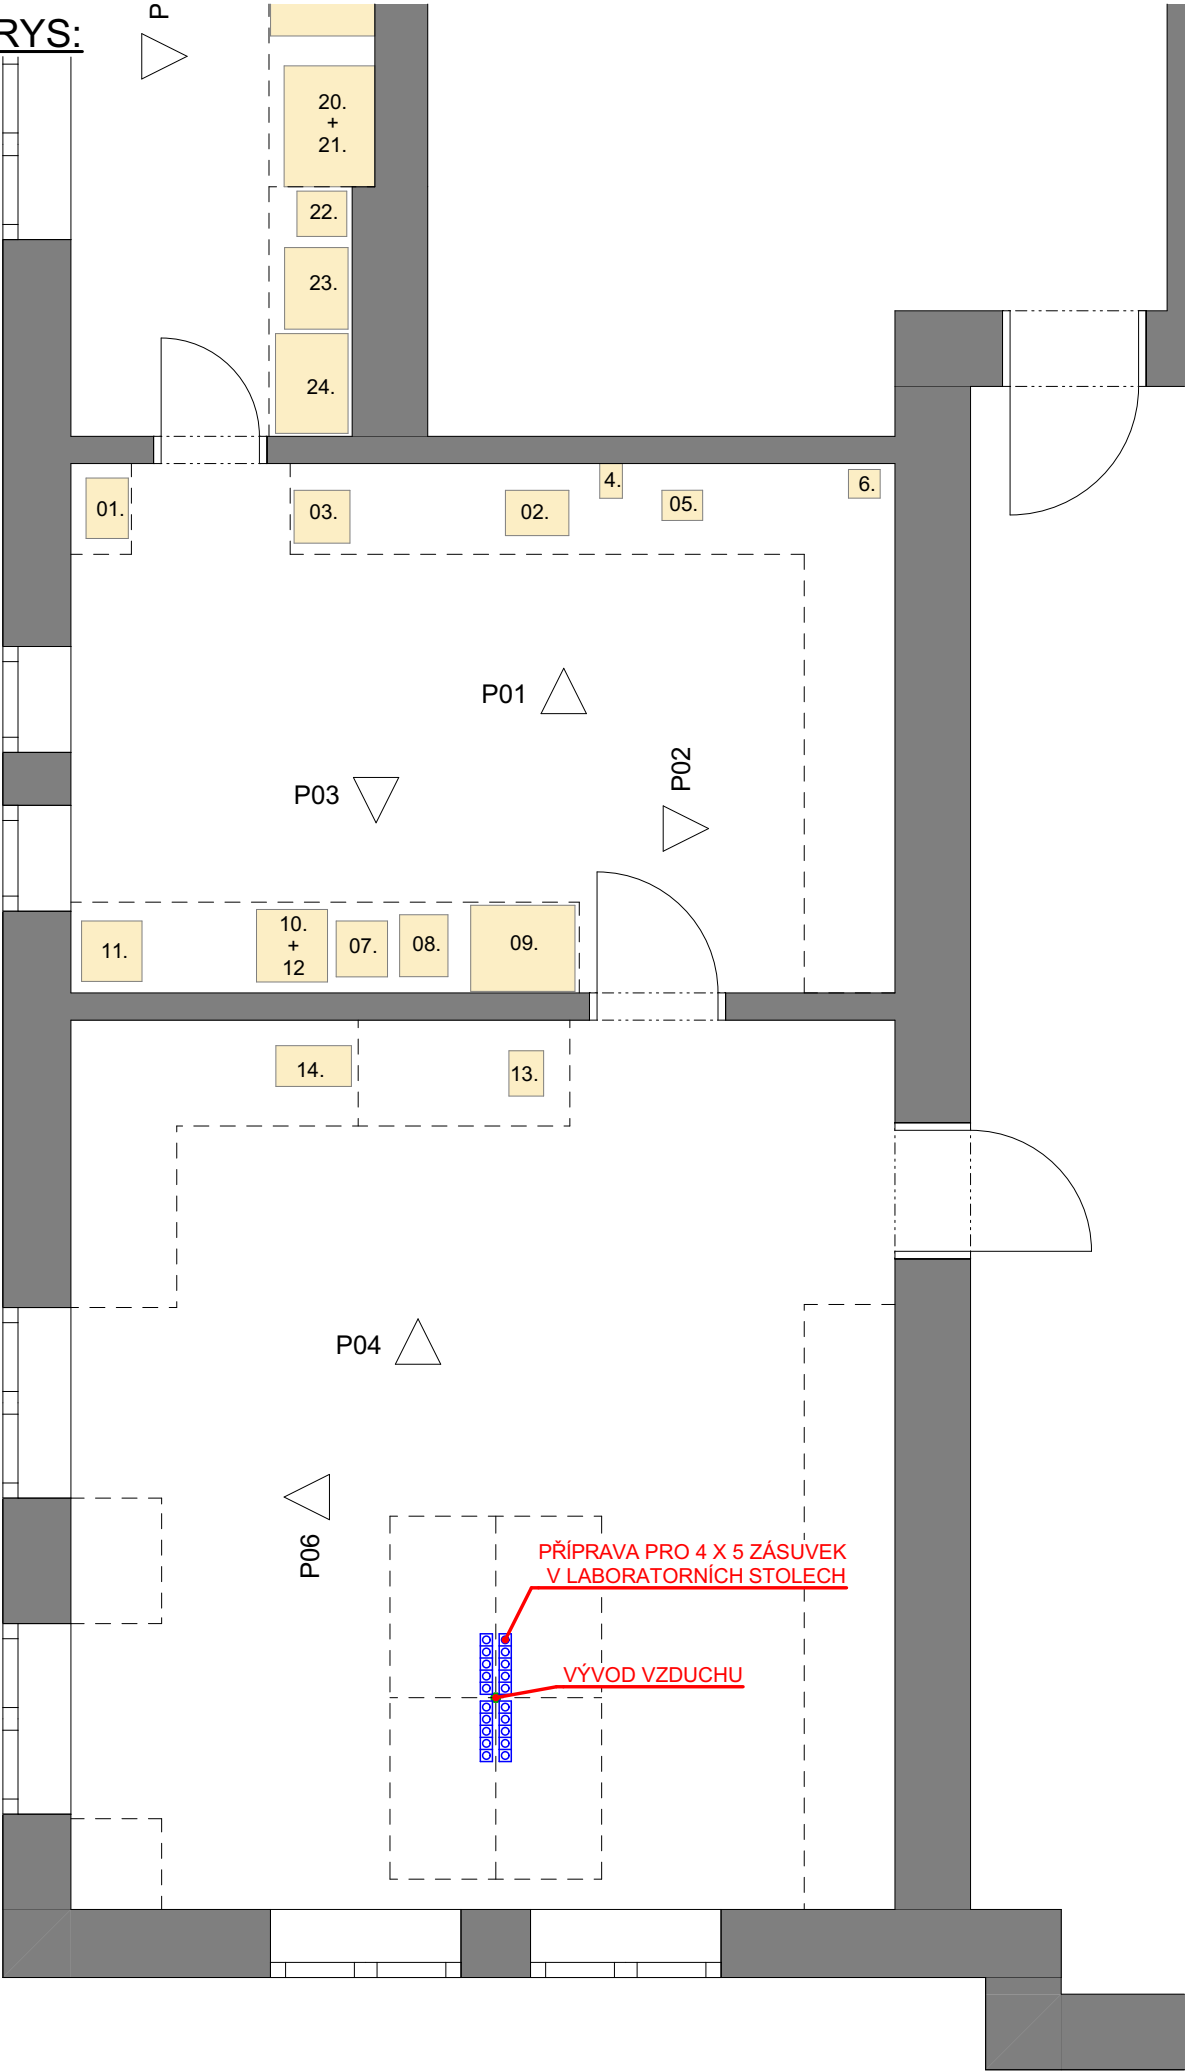 RYS:
P
20.
+
21.
22.
23.
24.
01.
03.
02.
4.
05.
6.
P01
P02
P03
11.
10.
+
12
07.
08.
09.
14.
13.
P04
P06
PŘÍPRAVA PRO 4 X 5 ZÁSUVEK
V LABORATORNÍCH STOLECH
VÝVOD VZDUCHU